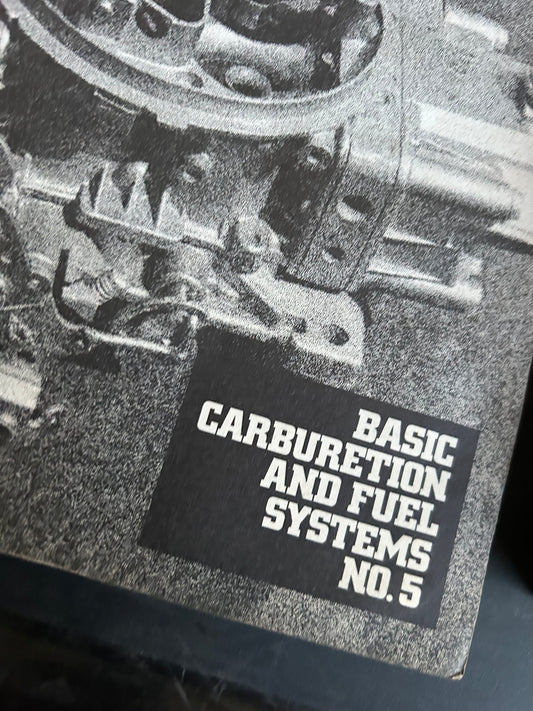 BASIC
CARBURETION
AND FUEL
SYSTEMS
NO. 5